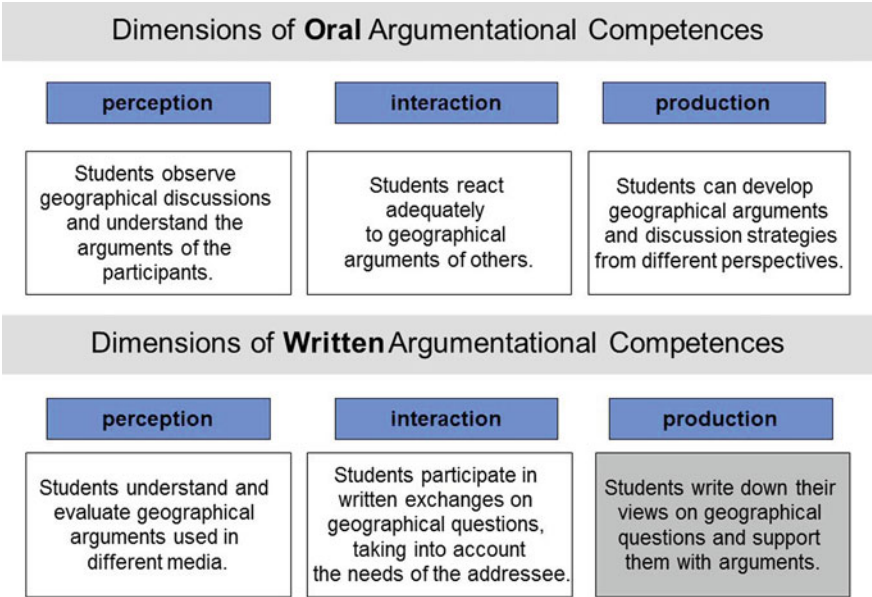 Dimensions of Oral Argumentational Competences
perception
interaction
production
Students observe
geographical discussions
and understand the
arguments of the
participants.
Students react
adequately
to geographical
arguments of others.
Students can develop
geographical arguments
and discussion strategies
from different perspectives.
Dimensions of Written Argumentational Competences
perception
interaction
production
Students understand and
evaluate geographical
arguments used in
different media.
Students participate in
written exchanges on
geographical questions,
taking into account
the needs of the addressee.
Students write down their
views on geographical
questions and support
them with arguments.